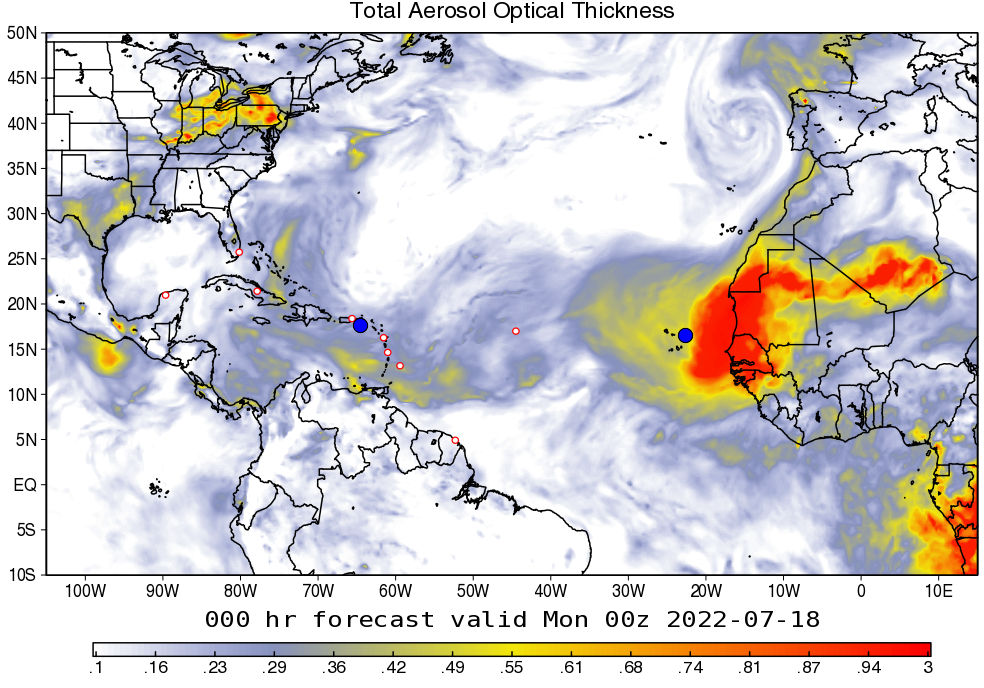 Total Aerosol Optical Thickness
50N
45N
40N
35N
30N
25N
20N
15N
10N
5N
EQ
5S
10S
100W 90W 80W 70W 60W 50W 40W 30W 20W 10W 0 10E
000 hr forecast valid Mon 00z 2022-07-18
.1 .16 .23 .29 .36 .42 .49 .55 .61 .68 .74 .81 .87 .94 3